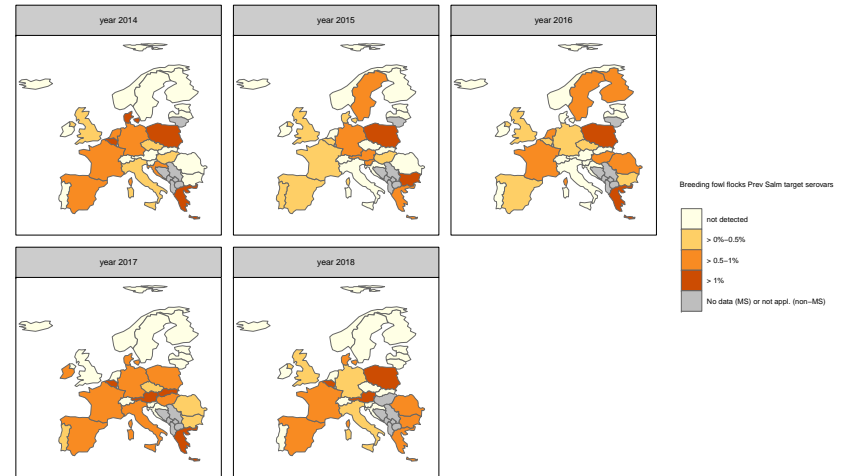 year 2014
year 2015
year 2016
Breeding fowl flocks Prev Salm target serovars
not detected
> 0%−0.5%
> 0.5−1%
> 1%
No data (MS) or not appl. (non−MS)
year 2017
year 2018